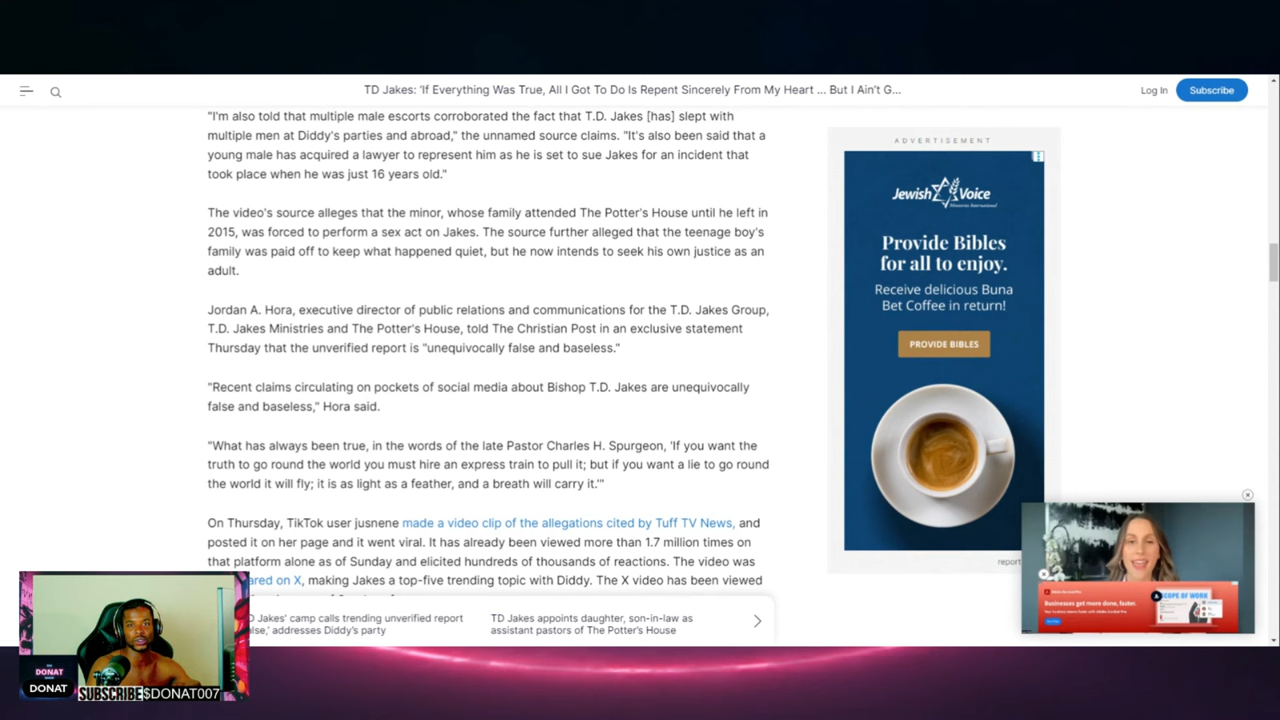 TD Jakes: 'If Everything Was True, All I Got To Do Is Repent Sincerely From My Heart ... But I Ain't G...
Log In
Subscribe
"I'm also told that multiple male escorts corroborated the fact that T.D. Jakes [has] slept with
multiple men at Diddy's parties and abroad," the unnamed source claims. "It's also been said that a
young male has acquired a lawyer to represent him as he is set to sue Jakes for an incident that
took place when he was just 16 years old."
The video's source alleges that the minor, whose family attended The Potter's House until he left in
2015, was forced to perform a sex act on Jakes. The source further alleged that the teenage boy's
family was paid off to keep what happened quiet, but he now intends to seek his own justice as an
adult.
Jordan A. Hora, executive director of public relations and communications for the T.D. Jakes Group,
T.D. Jakes Ministries and The Potter's House, told The Christian Post in an exclusive statement
Thursday that the unverified report is "unequivocally false and baseless."
"Recent claims circulating on pockets of social media about Bishop T.D. Jakes are unequivocally
false and baseless," Hora said.
"What has always been true, in the words of the late Pastor Charles H. Spurgeon, 'If you want the
truth to go round the world you must hire an express train to pull it; but if you want a lie to go round
the world it will fly; it is as light as a feather, and a breath will carry it.'"
On Thursday, TikTok user jusnene made a video clip of the allegations cited by Tuff TV News, and
posted it on her page and it went viral. It has already been viewed more than 1.7 million times on
that platform alone as of Sunday and elicited hundreds of thousands of reactions. The video was
ared on X, making Jakes a top-five trending topic with Diddy. The X video has been viewed
D Jakes' camp calls trending unverified report
lse,' addresses Diddy's party
TD Jakes appoints daughter, son-in-law as
assistant pastors of The Potter's House
ADVERTISEMENT
Jewish Voice
Ministries International
Provide Bibles
for all to enjoy.
Receive delicious Buna
Bet Coffee in return!
PROVIDE BIBLES
report
Businesses get more done, faster.
SCOPE OF WORK
DONAT
DONAT
SUBSCRIBE$DONAT007